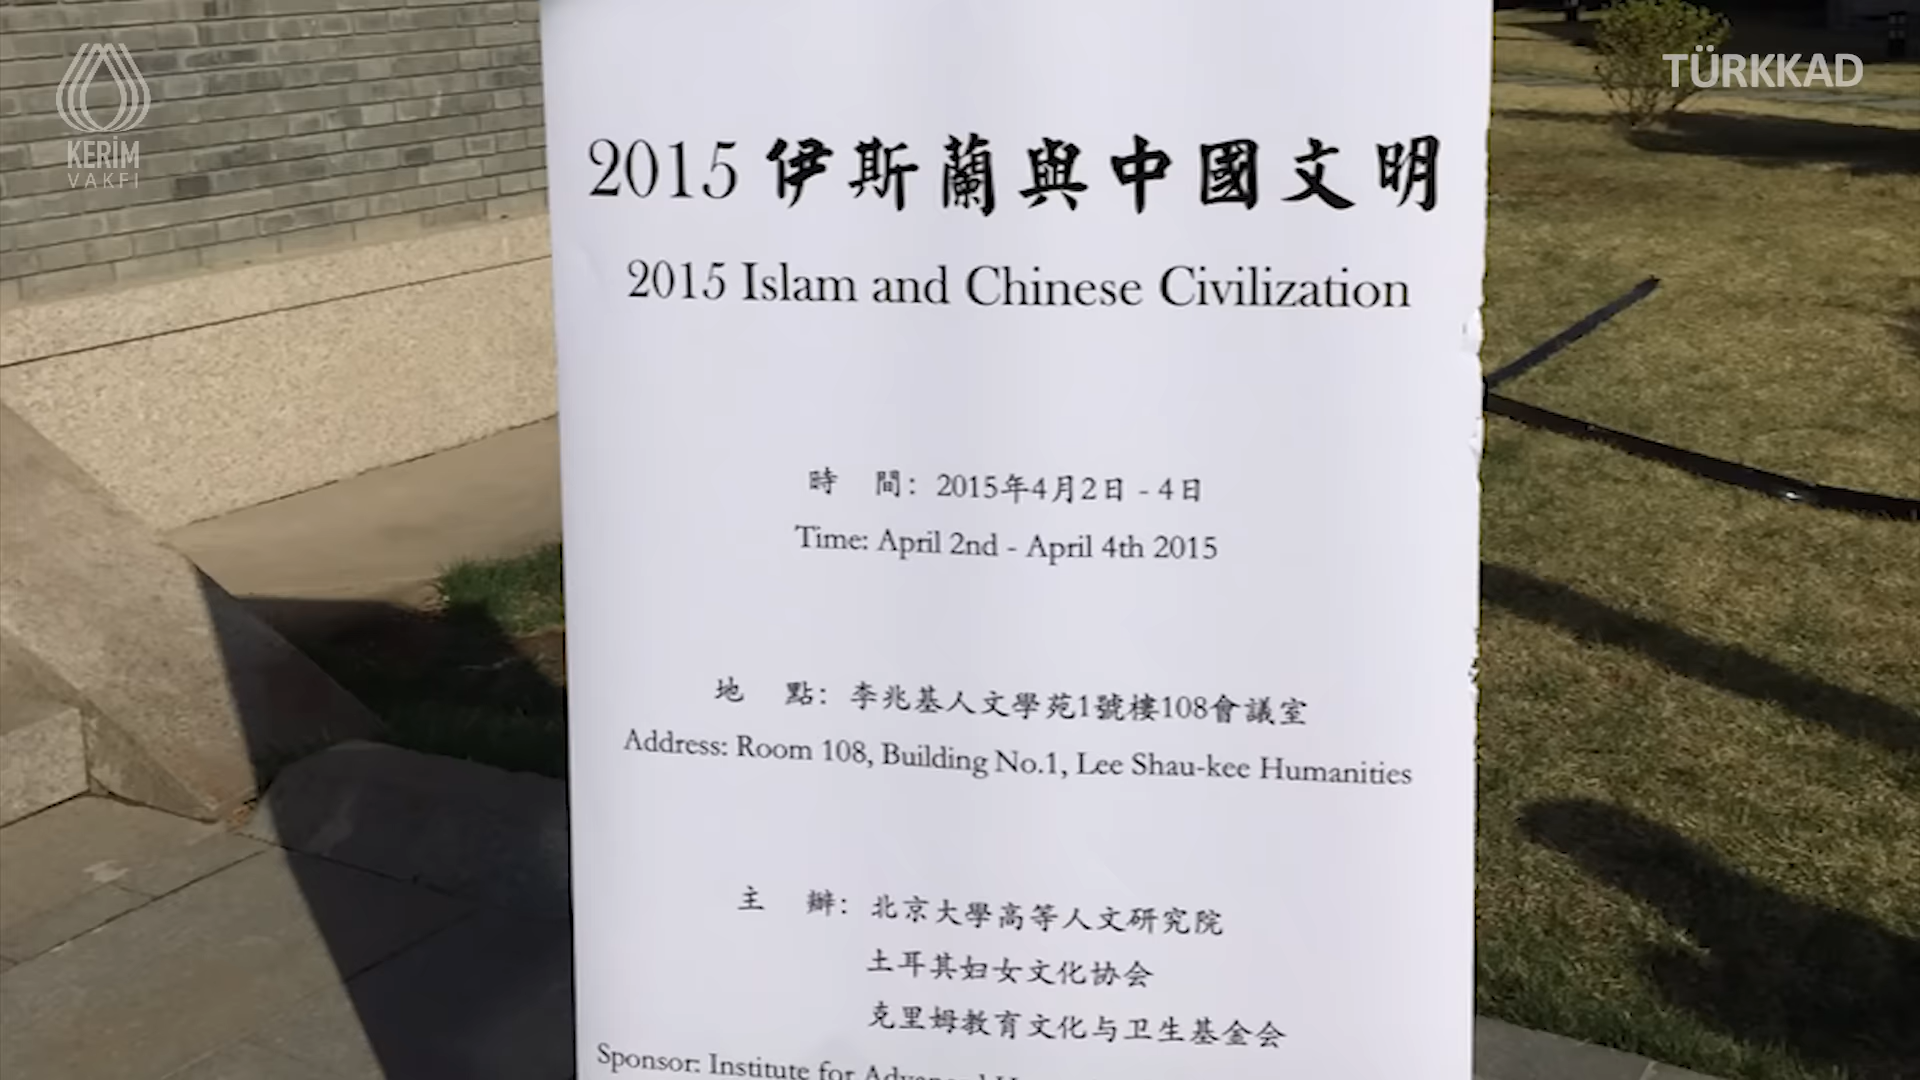 KERİM
VAKFI
TÜRKKAD
2015 伊斯蘭與中國文明
2015 Islam and Chinese Civilization
時 間：2015年4月2日 - 4日
Time: April 2nd - April 4th 2015
地 點：李兆基人文學苑1號樓108會議室
Address: Room 108, Building No.1, Lee Shau-kee Humanities
主 辦：北京大學高等人文研究院
土耳其妇女文化协会
克里姆教育文化与卫生基金会
Sponsor: Institute for